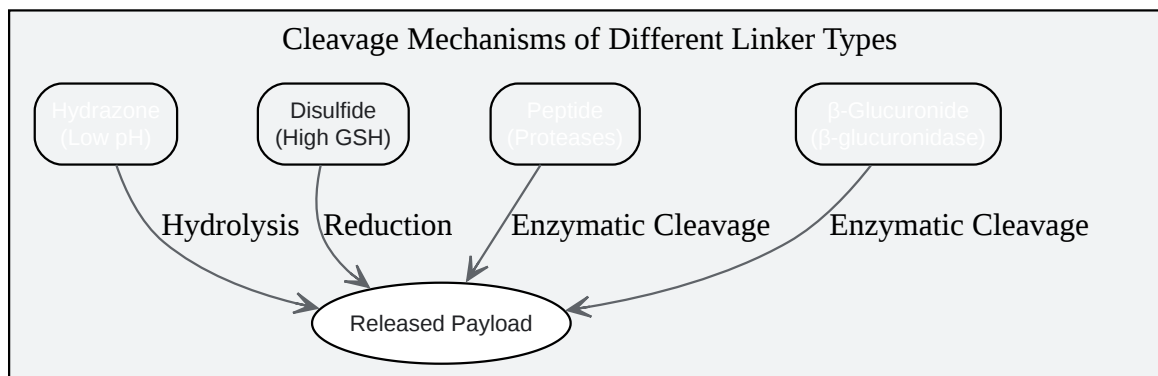 Cleavage Mechanisms of Different Linker Types
Hydrazone
(Low pH)
Disulfide
(High GSH)
Peptide
(Proteases)
β-Glucuronide
(β-glucuronidase)
Hydrolysis
Reduction
Enzymatic Cleavage
Enzymatic Cleavage
Released Payload